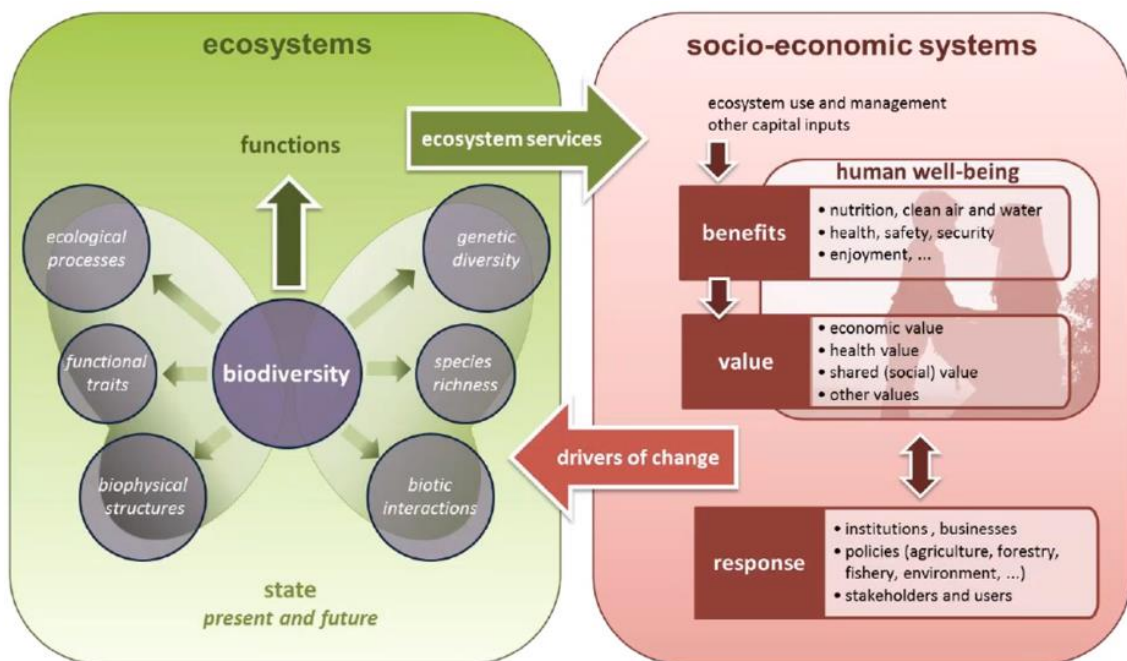 ecosystems
functions
ecological
processes
genetic
diversity
functional
traits
biodiversity
species
richness
biophysical
structures
biotic
interactions
state
present and future
ecosystem services
drivers of change
socio-economic systems
ecosystem use and management
other capital inputs
human well-being
benefits
• nutrition, clean air and water
• health, safety, security
• enjoyment, ...
value
• economic value
• health value
• shared (social) value
• other values
response
• institutions , businesses
• policies (agriculture, forestry,
fishery, environment, ...)
• stakeholders and users